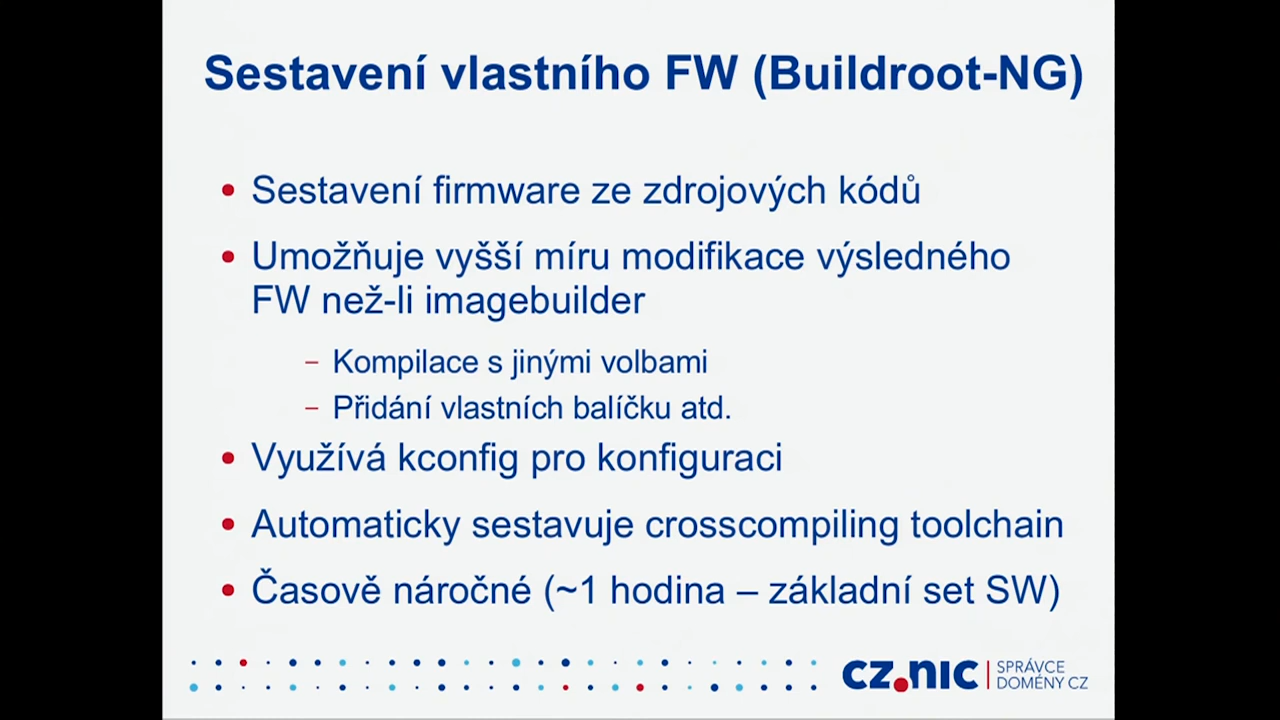 Sestavení vlastního FW (Buildroot-NG)
Sestavení firmware ze zdrojových kódů
Umožňuje vyšší míru modifikace výsledného
FW než-li imagebuilder
– Kompilace s jinými volbami
– Přidání vlastních balíčku atd.
Využívá kconfig pro konfiguraci
Automaticky sestavuje crosscompiling toolchain
Časově náročné (~1 hodina – základní set SW)
CZ.NIC
SPRÁVCE
DOMÉNY CZ